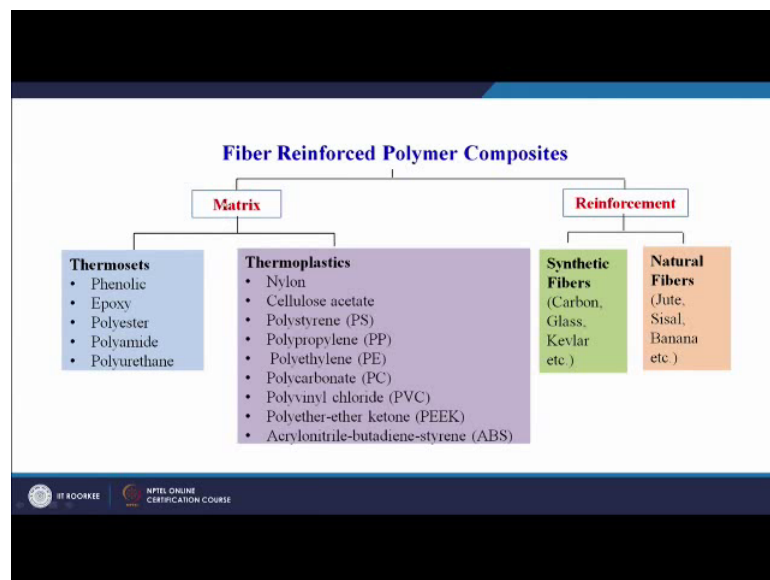 Fiber Reinforced Polymer Composites
Matrix
Reinforcement
Thermosets
• Phenolic
• Epoxy
• Polyester
• Polyamide
• Polyurethane
Thermoplastics
• Nylon
• Cellulose acetate
• Polystyrene (PS)
• Polypropylene (PP)
• Polyethylene (PE)
• Polycarbonate (PC)
• Polyvinyl chloride (PVC)
• Polyether-ether ketone (PEEK)
• Acrylonitrile-butadiene-styrene (ABS)
Synthetic
Fibers
(Carbon,
Glass,
Kevlar
etc.)
Natural
Fibers
(Jute,
Sisal,
Banana
etc.)
IIT ROORKEE
NPTEL ONLINE
CERTIFICATION COURSE